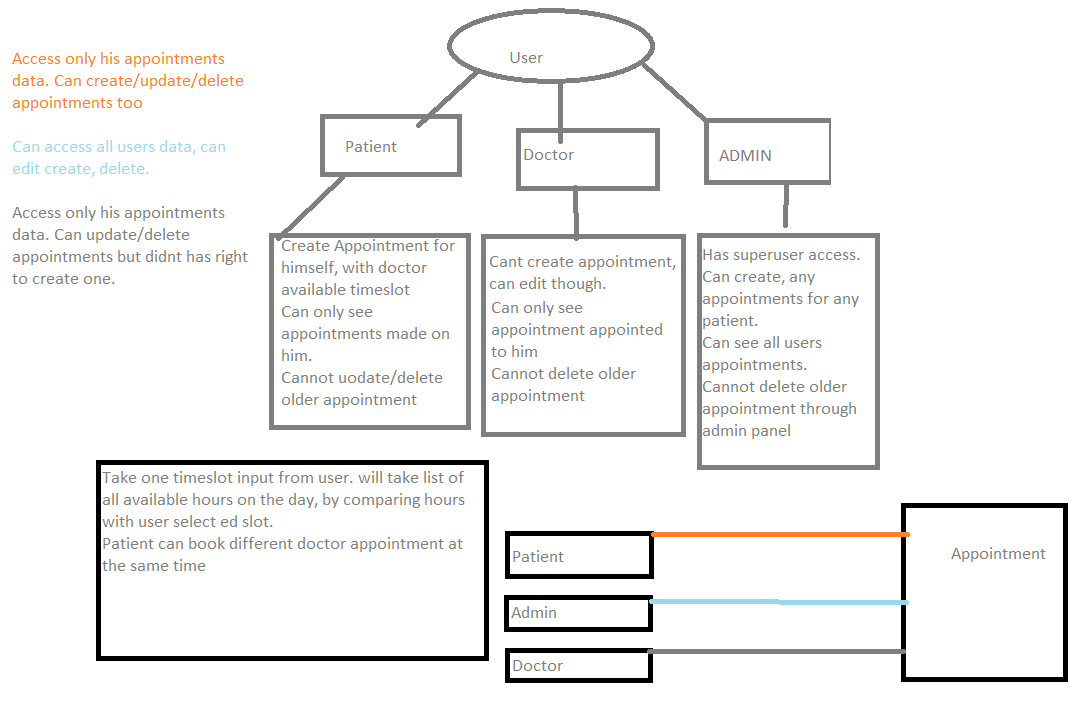 User
Access only his appointments
data. Can create/update/delete
appointments too
Can access all users data, can
edit create, delete.
Access only his appointments
data. Can update/delete
appointments but didnt has right
to create one.
Patient
Doctor
ADMIN
Create Appointment for
himself, with doctor
available timeslot
Can only see
appointments made on
him.
Cannot uodate/delete
older appointment
Cant create appointment,
can edit though.
Can only see
appointment appointed
to him
Cannot delete older
appointment
Has superuser access.
Can create, any
appointments for any
patient.
Can see all users
appointments.
Cannot delete older
appointment through
admin panel
Take one timeslot input from user. will take list of
all available hours on the day, by comparing hours
with user select ed slot.
Patient can book different doctor appointment at
the same time
Patient
Admin
Doctor
Appointment